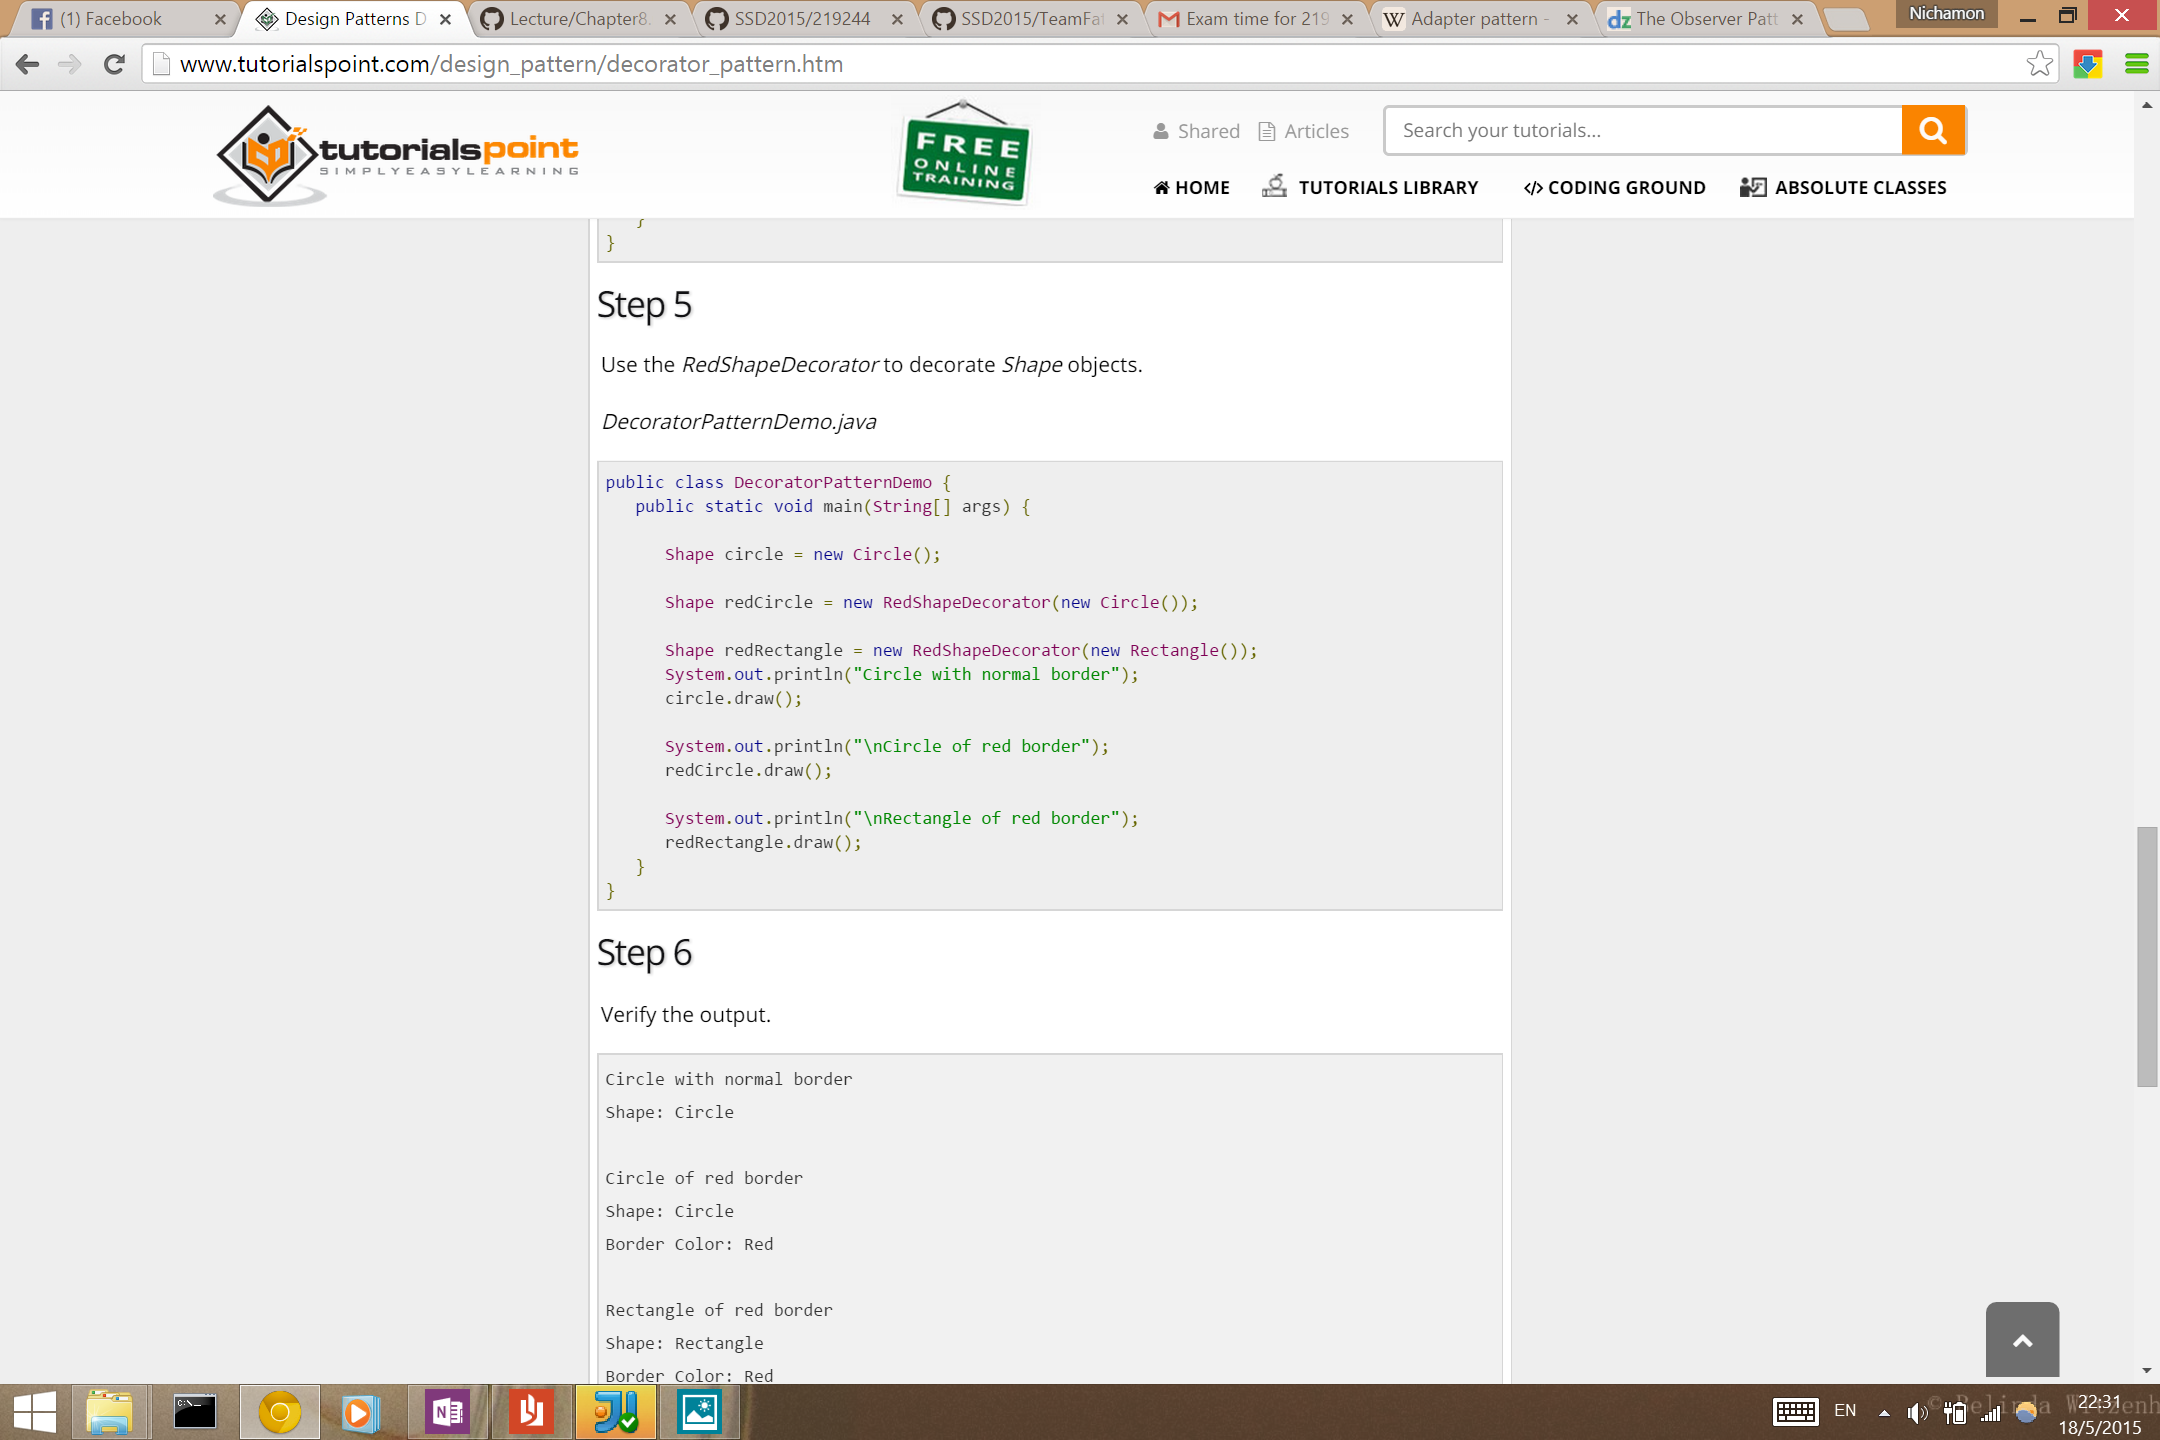 (1) Facebook
Design Patterns D
Lecture/Chapter8.
SSD2015/219244
SSD2015/TeamFat
Exam time for 219
Adapter pattern -
The Observer Patt
Nichamon
www.tutorialspoint.com/design_pattern/decorator_pattern.htm
tutorialspoint
SIMPLYEASYLEARNING
FREE
ONLINE
TRAINING
Shared
Articles
Search your tutorials...
HOME
TUTORIALS LIBRARY
</> CODING GROUND
ABSOLUTE CLASSES
}
}
Step 5
Use the RedShapeDecorator to decorate Shape objects.
DecoratorPatternDemo.java
public class DecoratorPatternDemo {
public static void main(String[] args) {
Shape circle = new Circle();
Shape redCircle = new RedShapeDecorator(new Circle());
Shape redRectangle = new RedShapeDecorator(new Rectangle());
System.out.println("Circle with normal border");
circle.draw();
System.out.println("\nCircle of red border");
redCircle.draw();
System.out.println("\nRectangle of red border");
redRectangle.draw();
}
}
Step 6
Verify the output.
Circle with normal border
Shape: Circle
Circle of red border
Shape: Circle
Border Color: Red
Rectangle of red border
Shape: Rectangle
Border Color: Red
EN
22:31
18/5/2015